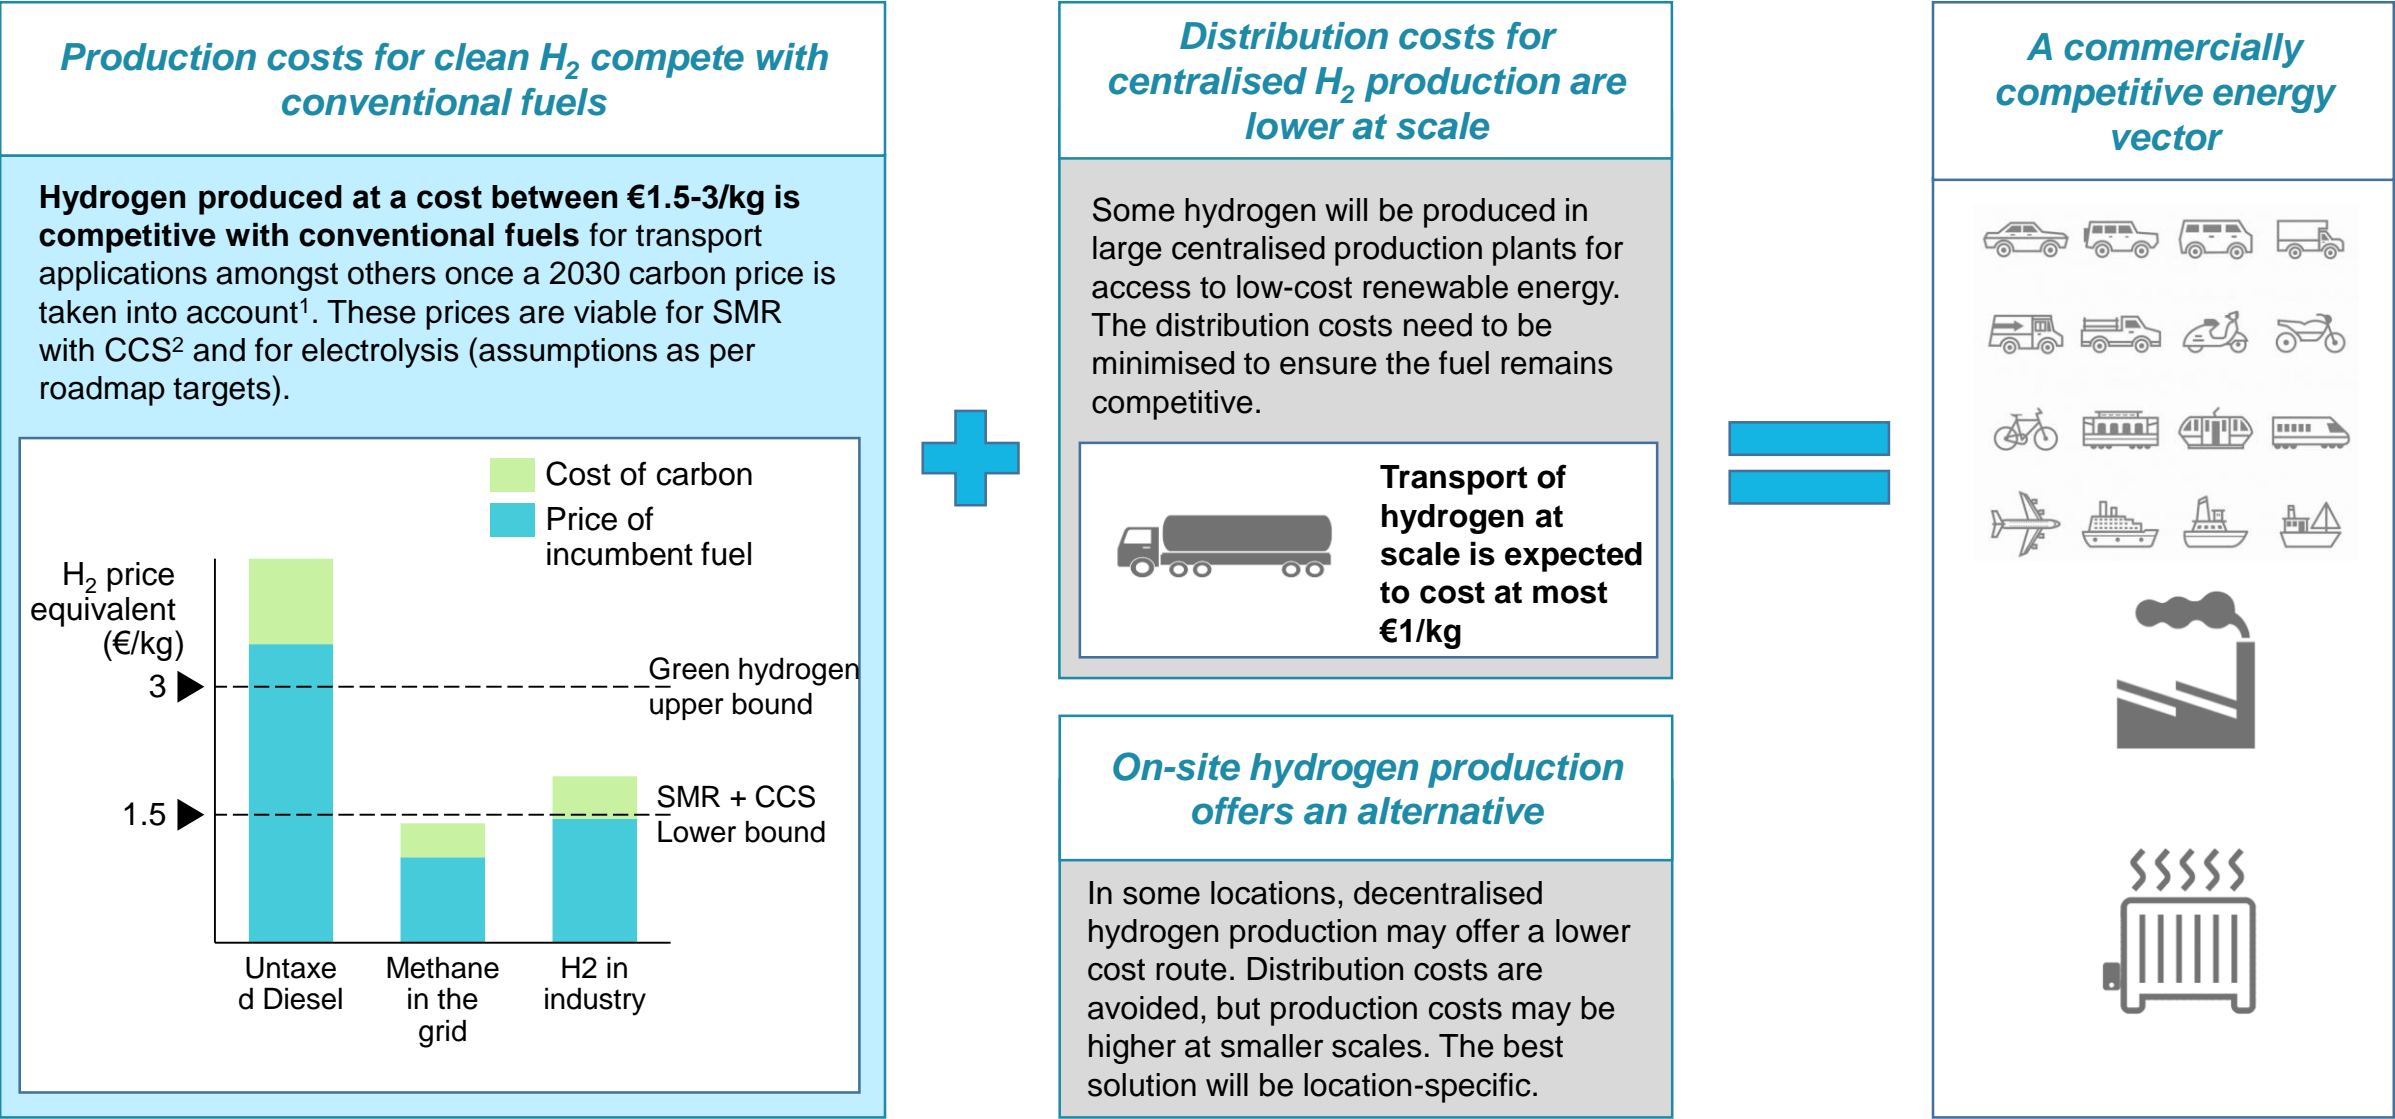 Production costs for clean H₂ compete with
conventional fuels
Hydrogen produced at a cost between €1.5-3/kg is
competitive with conventional fuels for transport
applications amongst others once a 2030 carbon price is
taken into account¹. These prices are viable for SMR
with CCS² and for electrolysis (assumptions as per
roadmap targets).
Cost of carbon
Price of
incumbent fuel
H₂ price
equivalent
(€/kg)
3
Green hydrogen
upper bound
1.5
SMR + CCS
Lower bound
Untaxe
d Diesel
Methane
in the
grid
H2 in
industry
Distribution costs for
centralised H₂ production are
lower at scale
Some hydrogen will be produced in
large centralised production plants for
access to low-cost renewable energy.
The distribution costs need to be
minimised to ensure the fuel remains
competitive.
Transport of
hydrogen at
scale is expected
to cost at most
€1/kg
On-site hydrogen production
offers an alternative
In some locations, decentralised
hydrogen production may offer a lower
cost route. Distribution costs are
avoided, but production costs may be
higher at smaller scales. The best
solution will be location-specific.
A commercially
competitive energy
vector